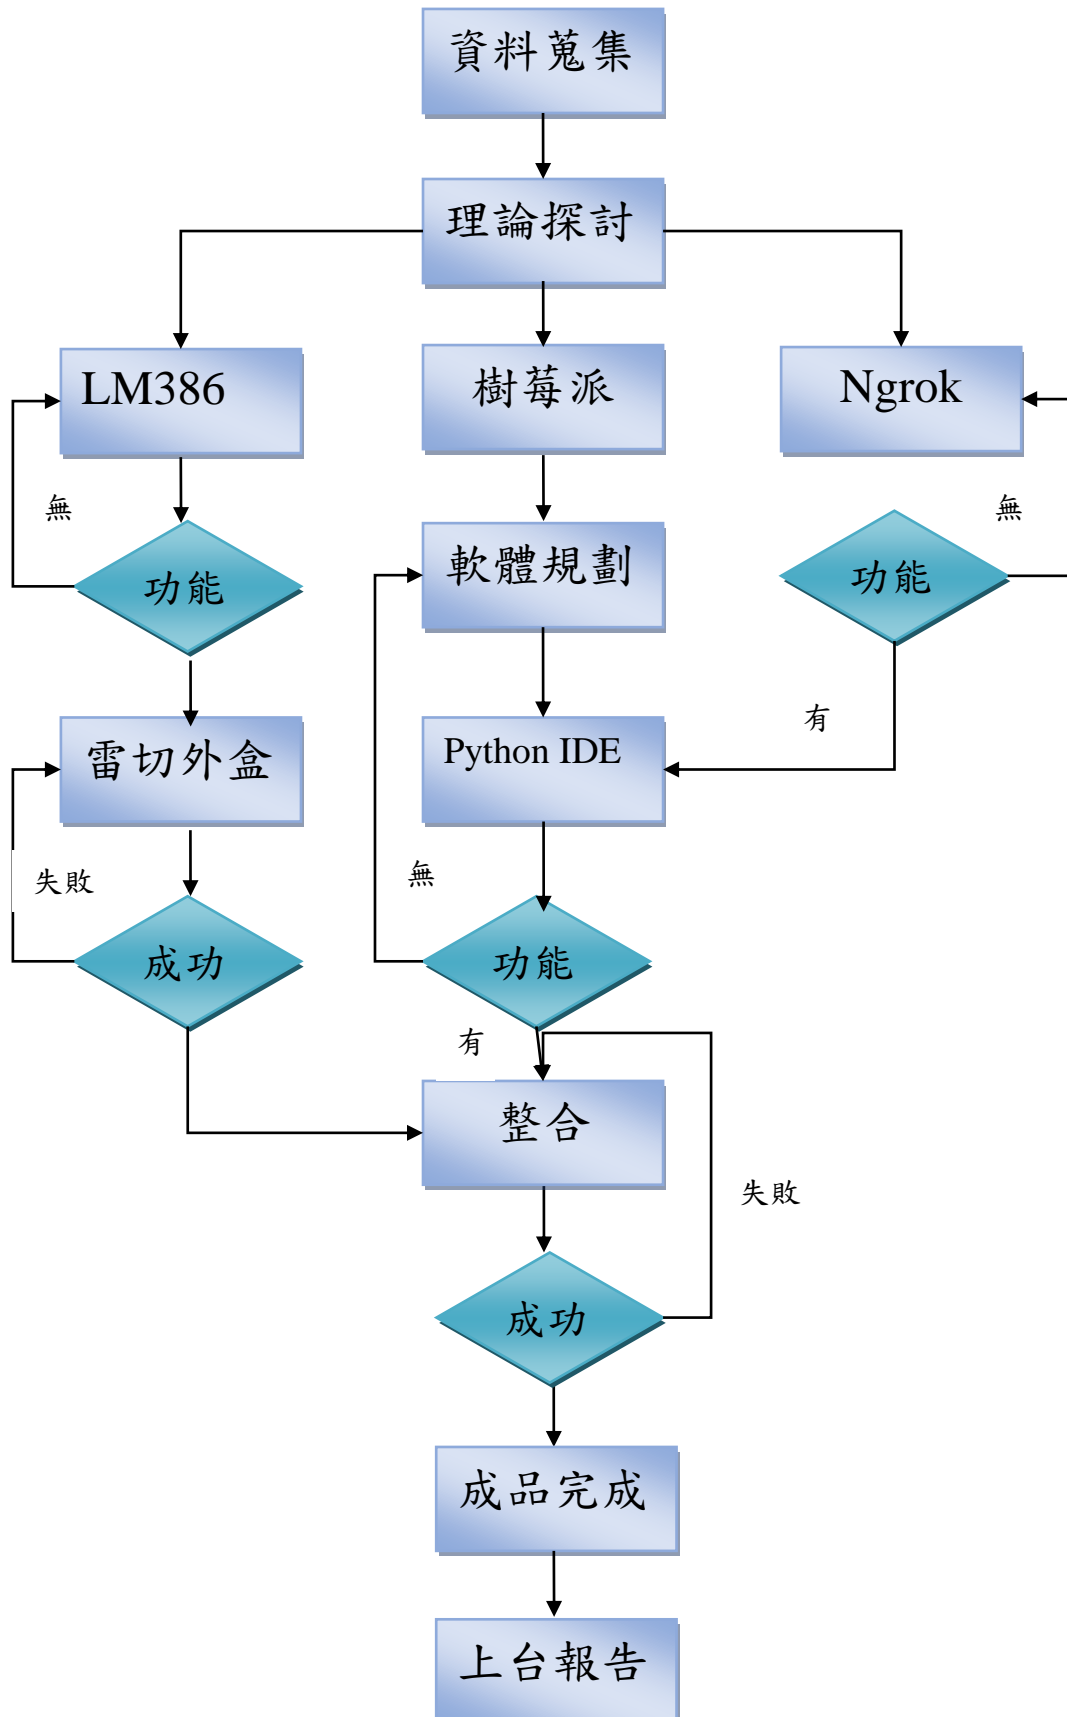 資料蒐集
理論探討
LM386
樹莓派
Ngrok
無
無
功能
軟體規劃
功能
有
雷切外盒
Python IDE
失敗
無
成功
功能
有
整合
失敗
成功
成品完成
上台報告